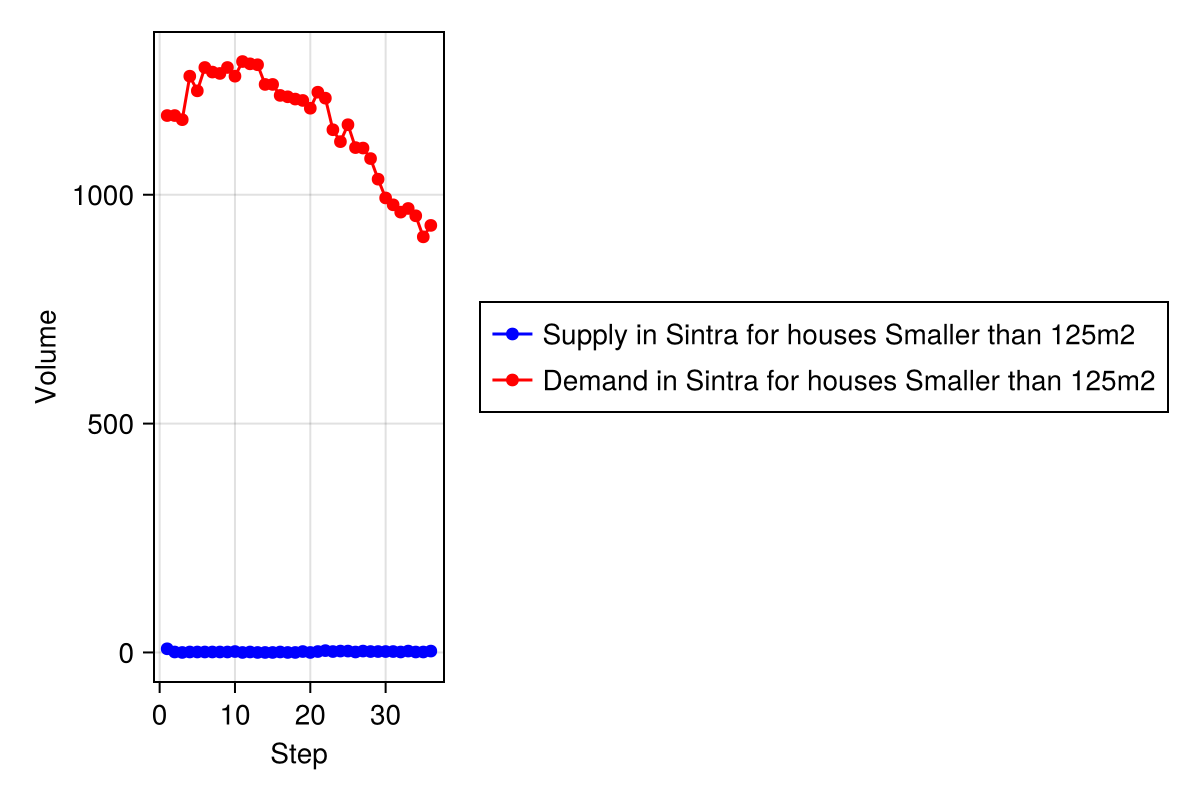 Volume
1000
500
0
0 10 20 30
Step
Supply in Sintra for houses Smaller than 125m2
Demand in Sintra for houses Smaller than 125m2